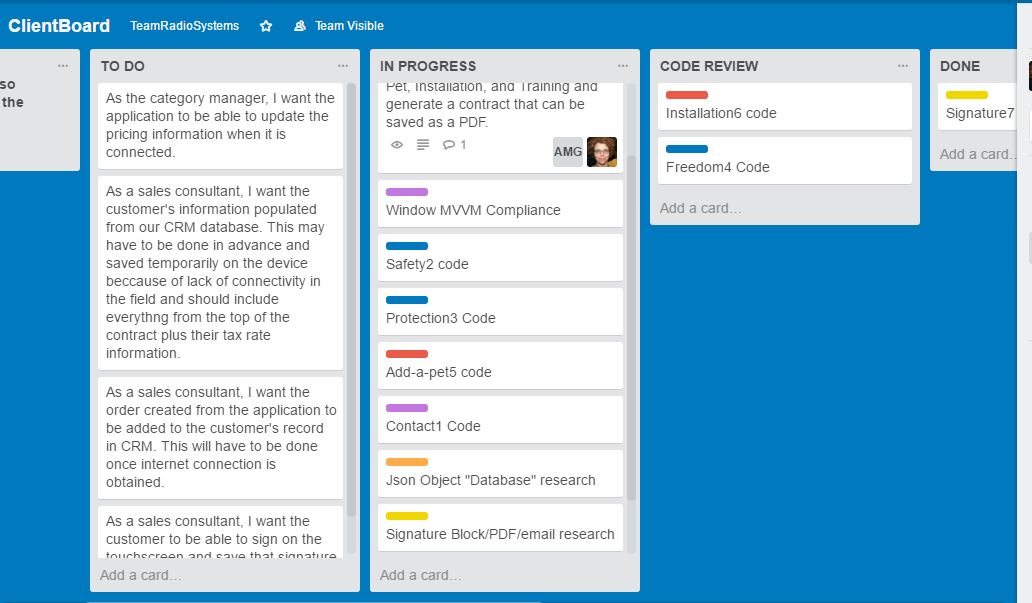 ClientBoard TeamRadioSystems Team Visible
so
the
TO DO
As the category manager, I want the
application to be able to update the
pricing information when it is
connected.
As a sales consultant, I want the
customer's information populated
from our CRM database. This may
have to be done in advance and
saved temporarily on the device
beccause of lack of connectivity in
the field and should include
everythng from the top of the
contract plus their tax rate
information.
As a sales consultant, I want the
order created from the application to
be added to the customer's record
in CRM. This will have to be done
once internet connection is
obtained.
As a sales consultant, I want the
customer to be able to sign on the
touchscreen and save that signature
Add a card...
IN PROGRESS
Pet, Installation, and Training and
generate a contract that can be
saved as a PDF.
1
AMG
Window MVVM Compliance
Safety2 code
Protection3 Code
Add-a-pet5 code
Contact1 Code
Json Object "Database" research
Signature Block/PDF/email research
Add a card...
CODE REVIEW
Installation6 code
Freedom4 Code
Add a card...
DONE
Signature7
Add a card...